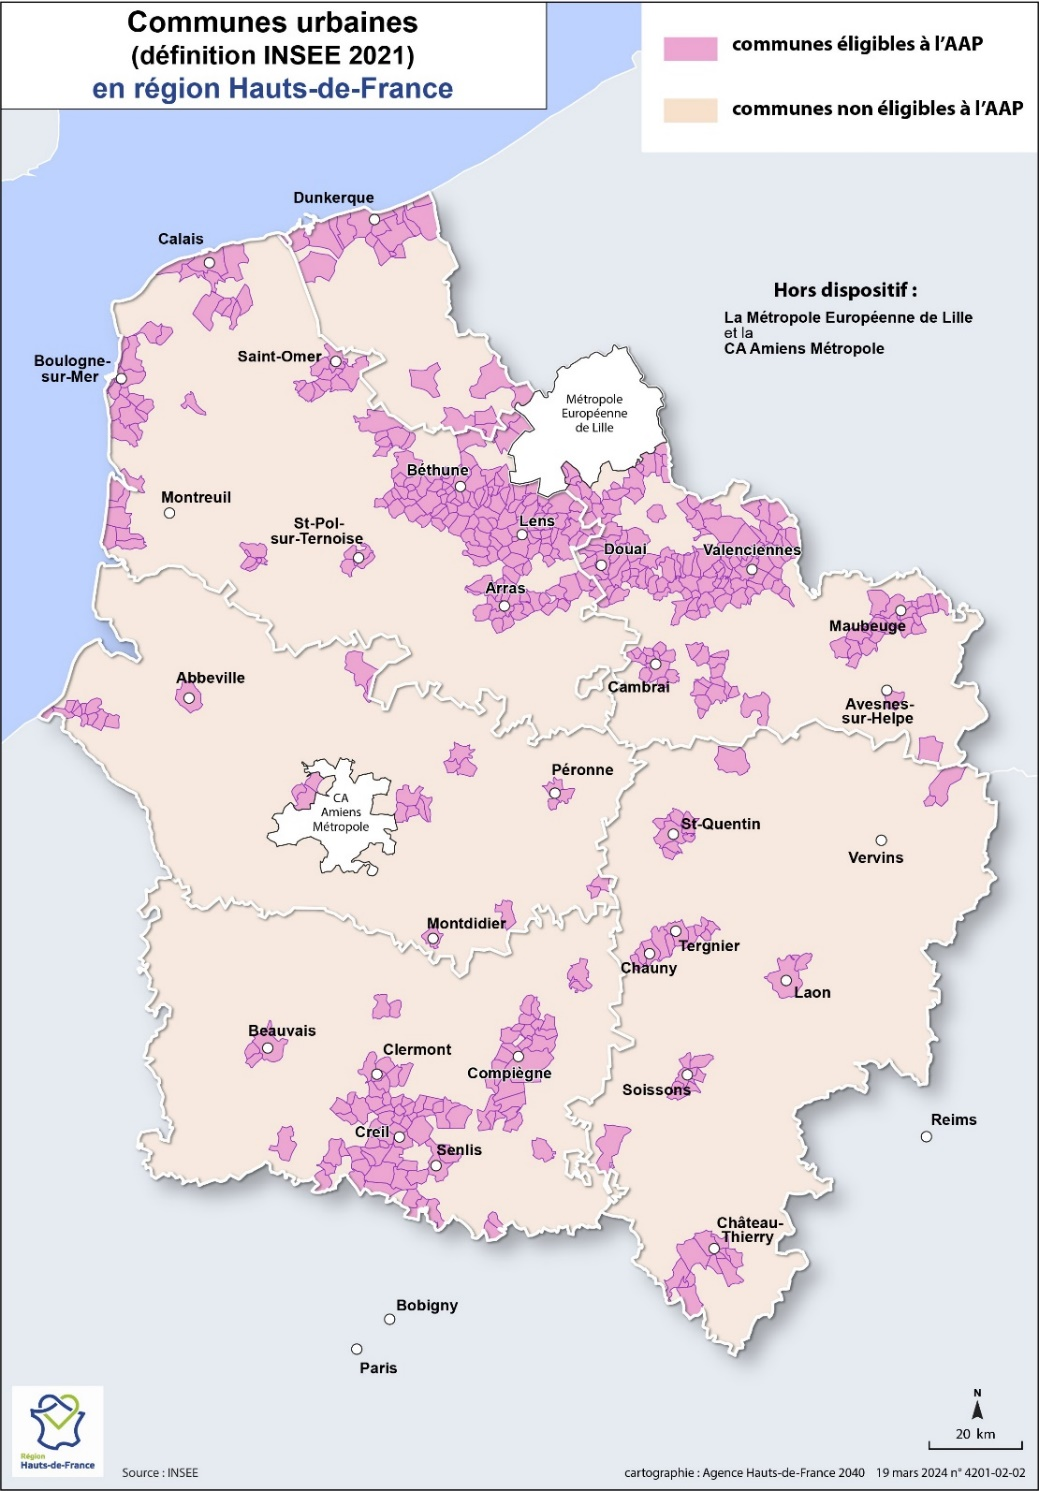 Communes urbaines
(définition INSEE 2021)
en région Hauts-de-France
communes éligibles à l'AAP
communes non éligibles à l'AAP
Dunkerque
Calais
Hors dispositif :
La Métropole Européenne de Lille
et la
CA Amiens Métropole
Boulogne-
sur-Mer
Saint-Omer
Métropole
Européenne
de Lille
Béthune
Montreuil
St-Pol-
sur-Ternoise
Lens
Douai
Valenciennes
Arras
Maubeuge
Abbeville
Cambrai
Avesnes-
sur-Helpe
Péronne
CA
Amiens
Métropole
St-Quentin
Vervins
Montdidier
Tergnier
Chauny
Laon
Beauvais
Clermont
Compiègne
Soissons
Creil
Senlis
Reims
Château-
Thierry
Bobigny
Paris
N
20 km
Région
Hauts-de-France
Source : INSEE
cartographie : Agence Hauts-de-France 2040 19 mars 2024 n° 4201-02-02